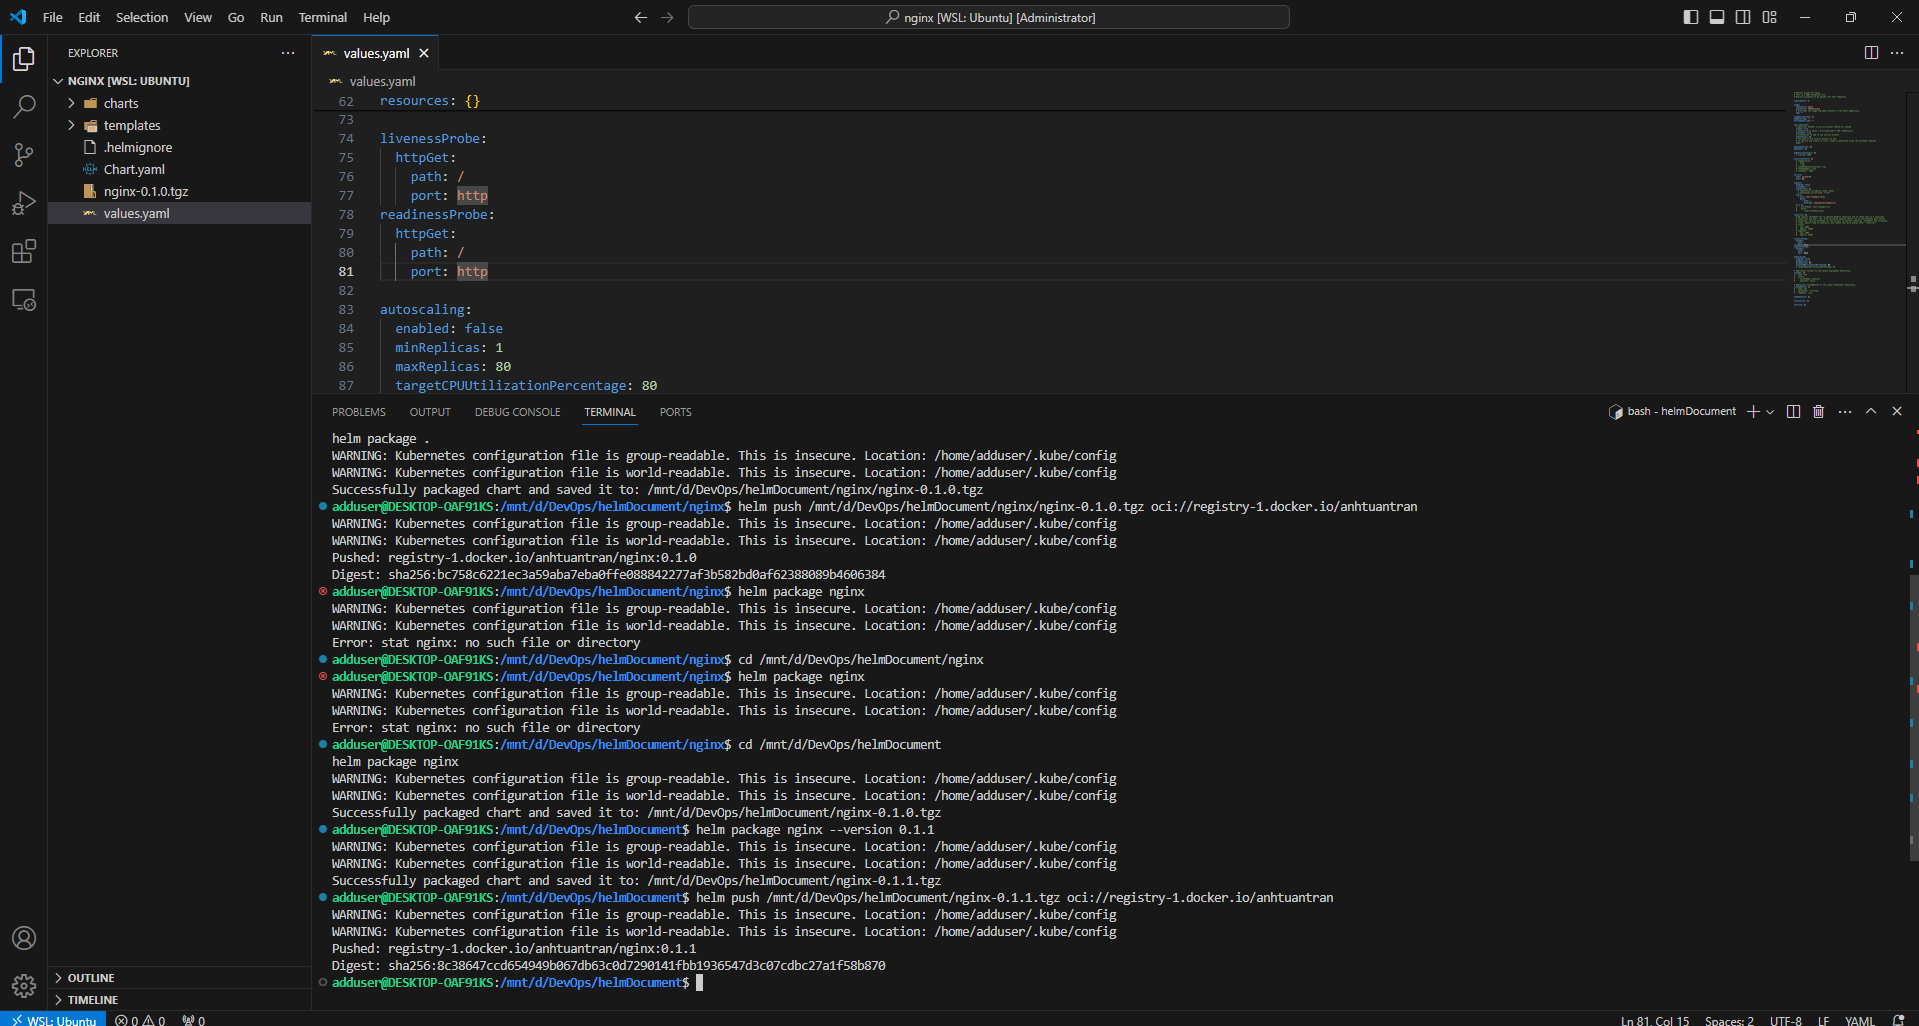 File Edit Selection View Go Run Terminal Help
nginx [WSL: Ubuntu] [Administrator]
EXPLORER
NGINX [WSL: UBUNTU]
charts
templates
.helmignore
Chart.yaml
nginx-0.1.0.tgz
values.yaml
OUTLINE
TIMELINE
values.yaml
values.yaml
62 resources: {}
73
74 livenessProbe:
75 httpGet:
76 path: /
77 port: http
78 readinessProbe:
79 httpGet:
80 path: /
81 port: http
82
83 autoscaling:
84 enabled: false
85 minReplicas: 1
86 maxReplicas: 80
87 targetCPUUtilizationPercentage: 80
PROBLEMS OUTPUT DEBUG CONSOLE TERMINAL PORTS
bash - helmDocument
helm package .
WARNING: Kubernetes configuration file is group-readable. This is insecure. Location: /home/adduser/.kube/config
WARNING: Kubernetes configuration file is world-readable. This is insecure. Location: /home/adduser/.kube/config
Successfully packaged chart and saved it to: /mnt/d/DevOps/helmDocument/nginx/nginx-0.1.0.tgz
adduser@DESKTOP-OAF91KS:/mnt/d/DevOps/helmDocument/nginx$ helm push /mnt/d/DevOps/helmDocument/nginx/nginx-0.1.0.tgz oci://registry-1.docker.io/anhtuantran
WARNING: Kubernetes configuration file is group-readable. This is insecure. Location: /home/adduser/.kube/config
WARNING: Kubernetes configuration file is world-readable. This is insecure. Location: /home/adduser/.kube/config
Pushed: registry-1.docker.io/anhtuantran/nginx:0.1.0
Digest: sha256:bc758c6221ec3a59aba7eba0ffe088842277af3b582bd0af62388089b4606384
adduser@DESKTOP-OAF91KS:/mnt/d/DevOps/helmDocument/nginx$ helm package nginx
WARNING: Kubernetes configuration file is group-readable. This is insecure. Location: /home/adduser/.kube/config
WARNING: Kubernetes configuration file is world-readable. This is insecure. Location: /home/adduser/.kube/config
Error: stat nginx: no such file or directory
adduser@DESKTOP-OAF91KS:/mnt/d/DevOps/helmDocument/nginx$ cd /mnt/d/DevOps/helmDocument/nginx
adduser@DESKTOP-OAF91KS:/mnt/d/DevOps/helmDocument/nginx$ helm package nginx
WARNING: Kubernetes configuration file is group-readable. This is insecure. Location: /home/adduser/.kube/config
WARNING: Kubernetes configuration file is world-readable. This is insecure. Location: /home/adduser/.kube/config
Error: stat nginx: no such file or directory
adduser@DESKTOP-OAF91KS:/mnt/d/DevOps/helmDocument/nginx$ cd /mnt/d/DevOps/helmDocument
helm package nginx
WARNING: Kubernetes configuration file is group-readable. This is insecure. Location: /home/adduser/.kube/config
WARNING: Kubernetes configuration file is world-readable. This is insecure. Location: /home/adduser/.kube/config
Successfully packaged chart and saved it to: /mnt/d/DevOps/helmDocument/nginx-0.1.0.tgz
adduser@DESKTOP-OAF91KS:/mnt/d/DevOps/helmDocument$ helm package nginx --version 0.1.1
WARNING: Kubernetes configuration file is group-readable. This is insecure. Location: /home/adduser/.kube/config
WARNING: Kubernetes configuration file is world-readable. This is insecure. Location: /home/adduser/.kube/config
Successfully packaged chart and saved it to: /mnt/d/DevOps/helmDocument/nginx-0.1.1.tgz
adduser@DESKTOP-OAF91KS:/mnt/d/DevOps/helmDocument$ helm push /mnt/d/DevOps/helmDocument/nginx-0.1.1.tgz oci://registry-1.docker.io/anhtuantran
WARNING: Kubernetes configuration file is group-readable. This is insecure. Location: /home/adduser/.kube/config
WARNING: Kubernetes configuration file is world-readable. This is insecure. Location: /home/adduser/.kube/config
Pushed: registry-1.docker.io/anhtuantran/nginx:0.1.1
Digest: sha256:8c38647ccd654949b067db63c0d7290141fbb1936547d3c07cdbc27a1f58b870
adduser@DESKTOP-OAF91KS:/mnt/d/DevOps/helmDocument$
WSL: Ubuntu 0 0 0 Ln 81, Col 15 Spaces: 2 UTF-8 LF YAML